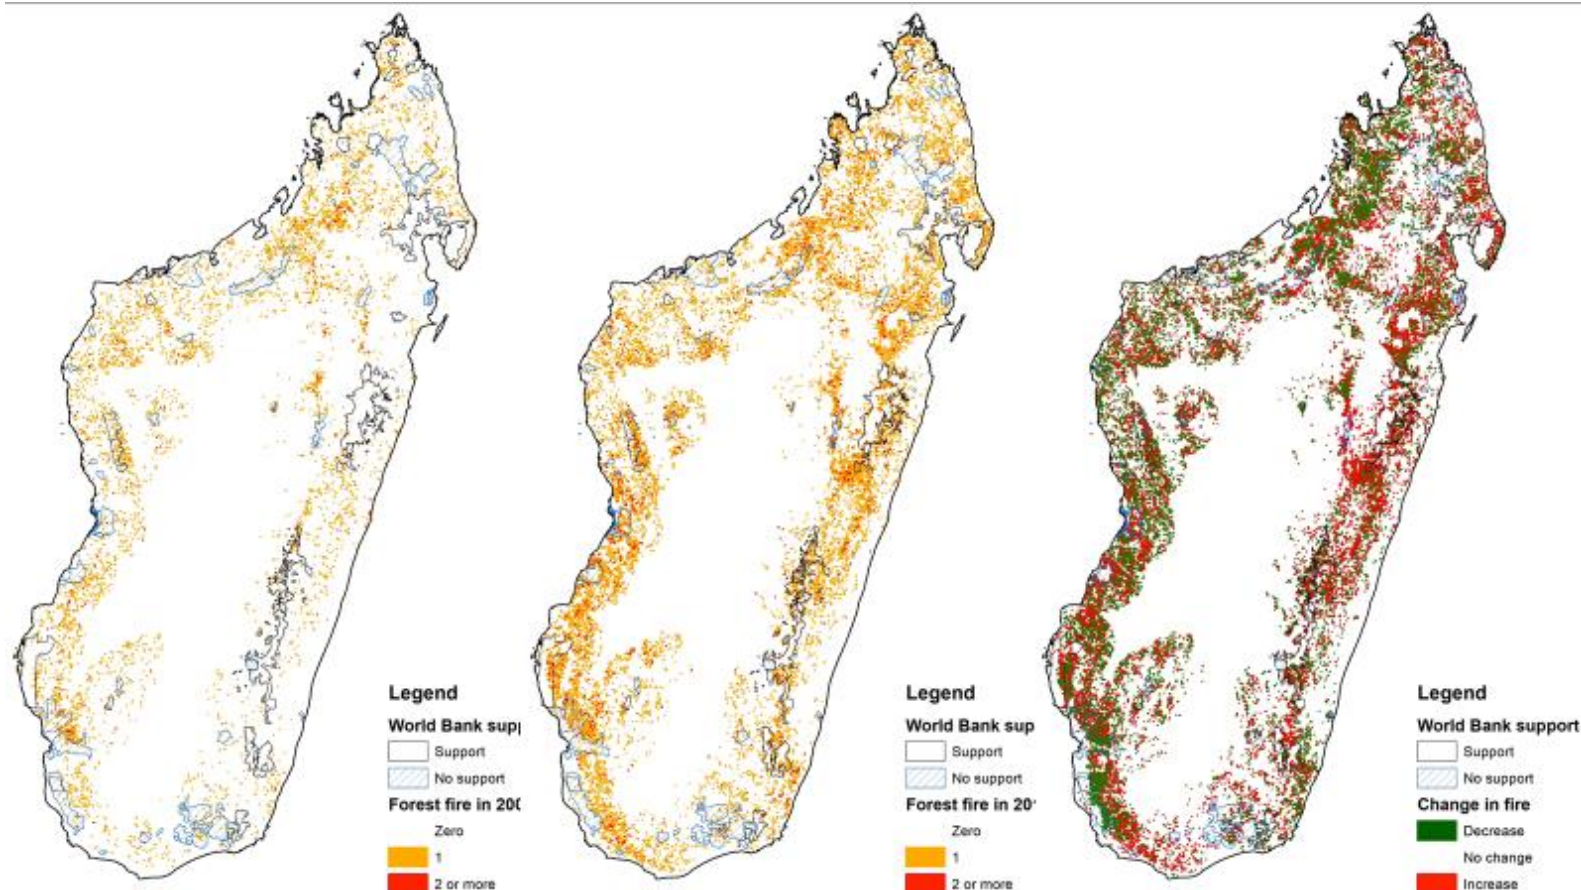 Legend
World Bank supp
Support
No support
Forest fire in 200
Zero
1
2 or more
Legend
World Bank sup
Support
No support
Forest fire in 20
Zero
1
2 or more
Legend
World Bank support
Support
No support
Change in fire
Decrease
No change
Increase